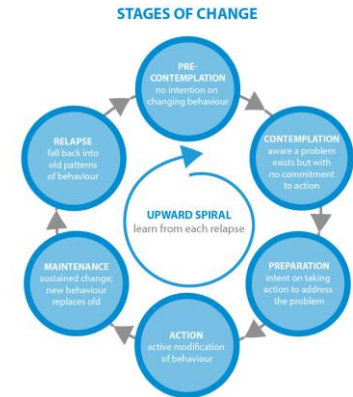 STAGES OF CHANGE
PRE-
CONTEMPLATION
no intention on
changing behaviour
CONTEMPLATION
aware a problem
exists but with
no commitment
to action
PREPARATION
intent on taking
action to address
the problem
ACTION
active modification
of behaviour
MAINTENANCE
sustained change;
new behaviour
replaces old
RELAPSE
fall back into
old patterns
of behaviour
UPWARD SPIRAL
learn from each relapse